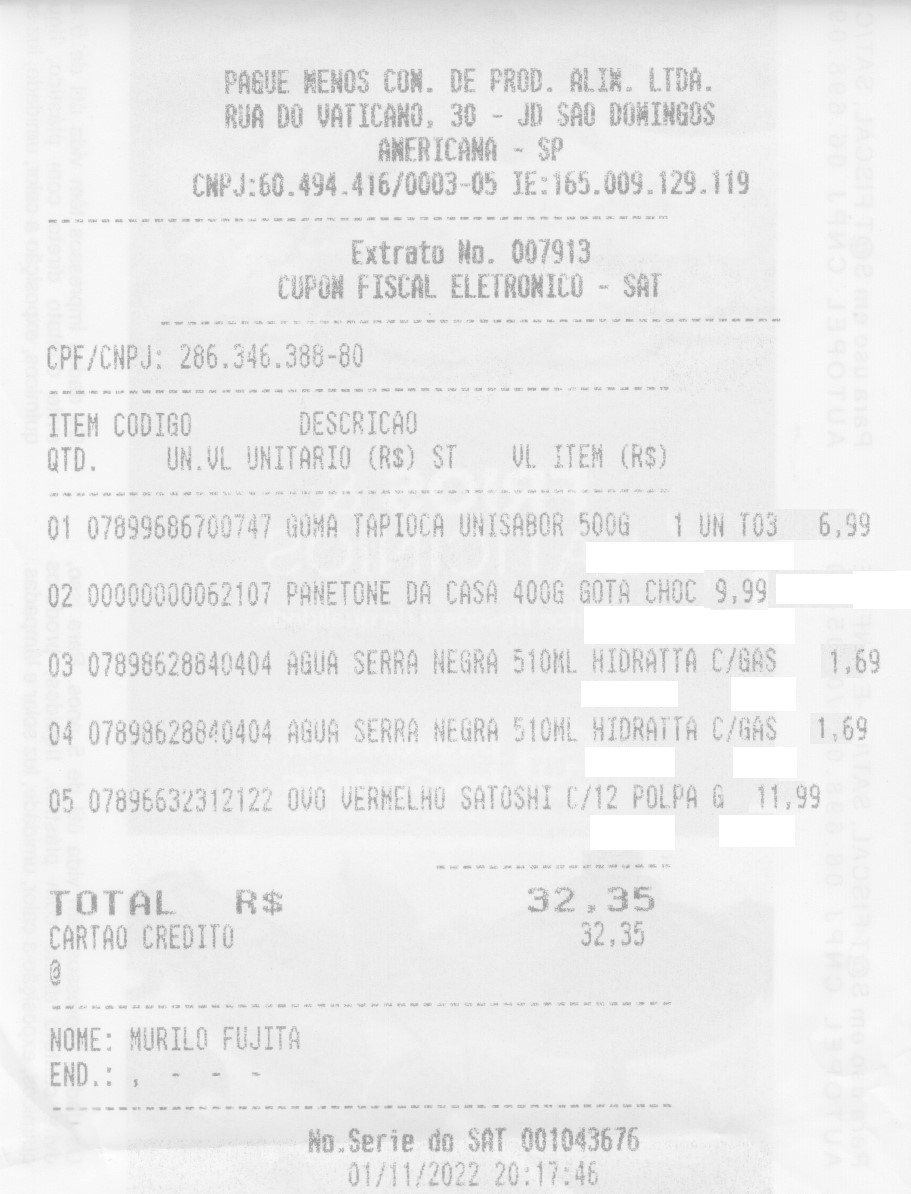 PAGUE MENOS COM. DE PROD. ALIM. LTDA.
RUA DO VATICANO, 30 - JD SAO DOMINGOS
AMERICANA - SP
CNPJ:60.494.416/0003-05 IE:165.009.129.119
Extrato No. 007913
CUPOM FISCAL ELETRONICO - SAT
CPF/CNPJ: 286.346.388-80
ITEM CODIGO DESCRICAO
QTD. UN.VL UNITARIO (R$) ST VL ITEM (R$)
01 07899686700747 GOMA TAPIOCA UNISABOR 500G 1 UN T03 6,99
02 00000000062107 PANETONE DA CASA 400G GOTA CHOC 9,99
03 07898628840404 AGUA SERRA NEGRA 510ML HIDRATTA C/GAS 1,69
04 07898628840404 AGUA SERRA NEGRA 510ML HIDRATTA C/GAS 1,69
05 07896632312122 OVO VERMELHO SATOSHI C/12 POLPA G 11,99
TOTAL R$ 32,35
CARTAO CREDITO 32,35
@
NOME: MURILO FUJITA
END.: , - - -
No.Serie do SAT 001043676
01/11/2022 20:17:46